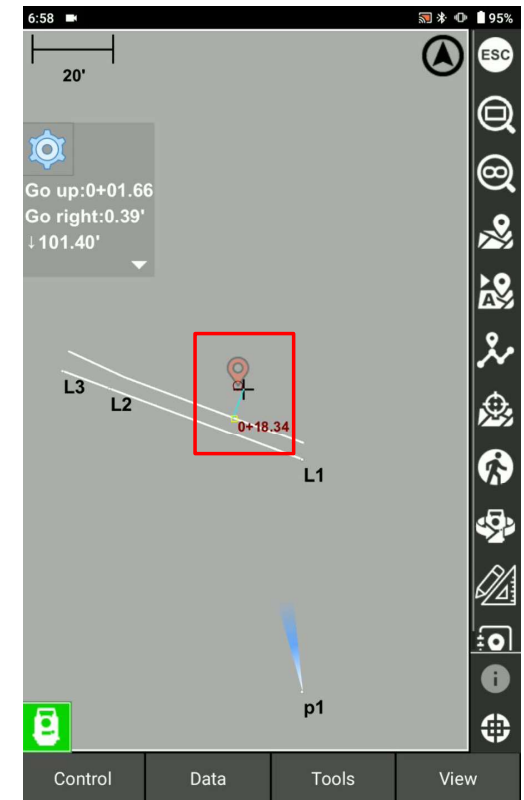 6:58
95%
20'
ESC
Go up:0+01.66
Go right:0.39'
↓101.40'
A
L3
L2
0+18.34
L1
p1
Control Data Tools View